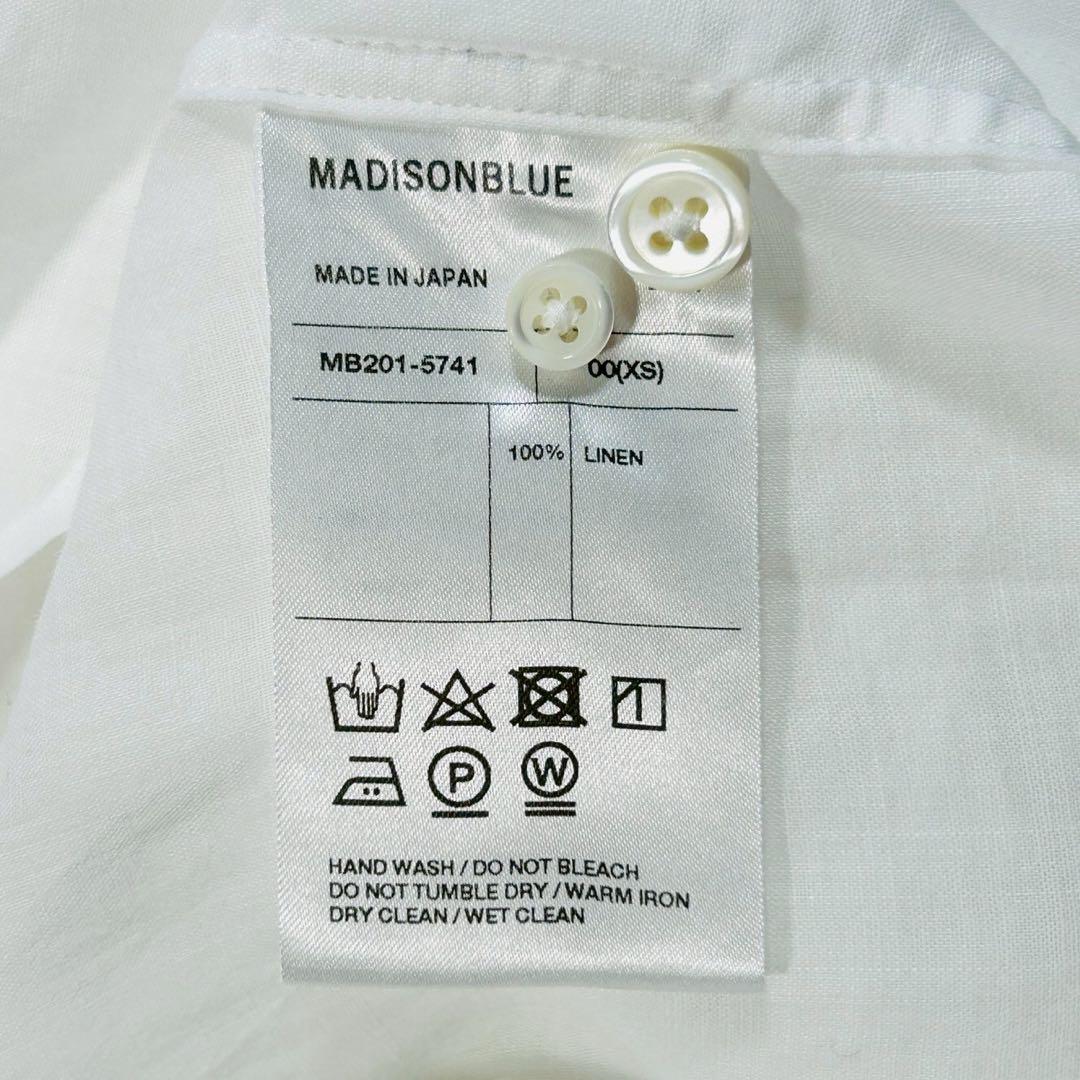 MADISONBLUE
MADE IN JAPAN
MB201-5741 00(XS)
100% LINEN
1
P W
HAND WASH / DO NOT BLEACH
DO NOT TUMBLE DRY / WARM IRON
DRY CLEAN / WET CLEAN